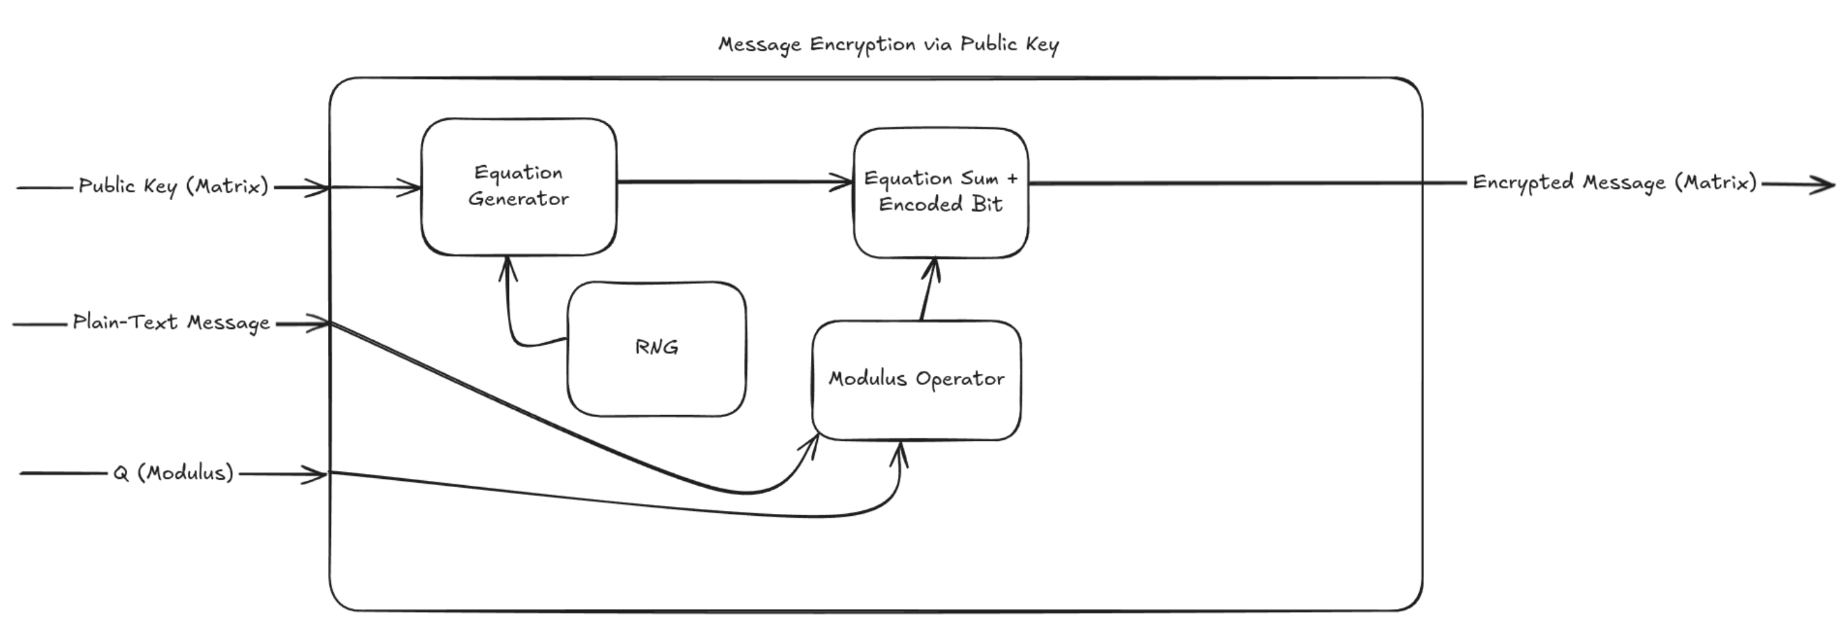 Message Encryption via Public Key
Public Key (Matrix)
Equation
Generator
Equation Sum +
Encoded Bit
Encrypted Message (Matrix)
Plain-Text Message
RNG
Modulus Operator
Q (Modulus)